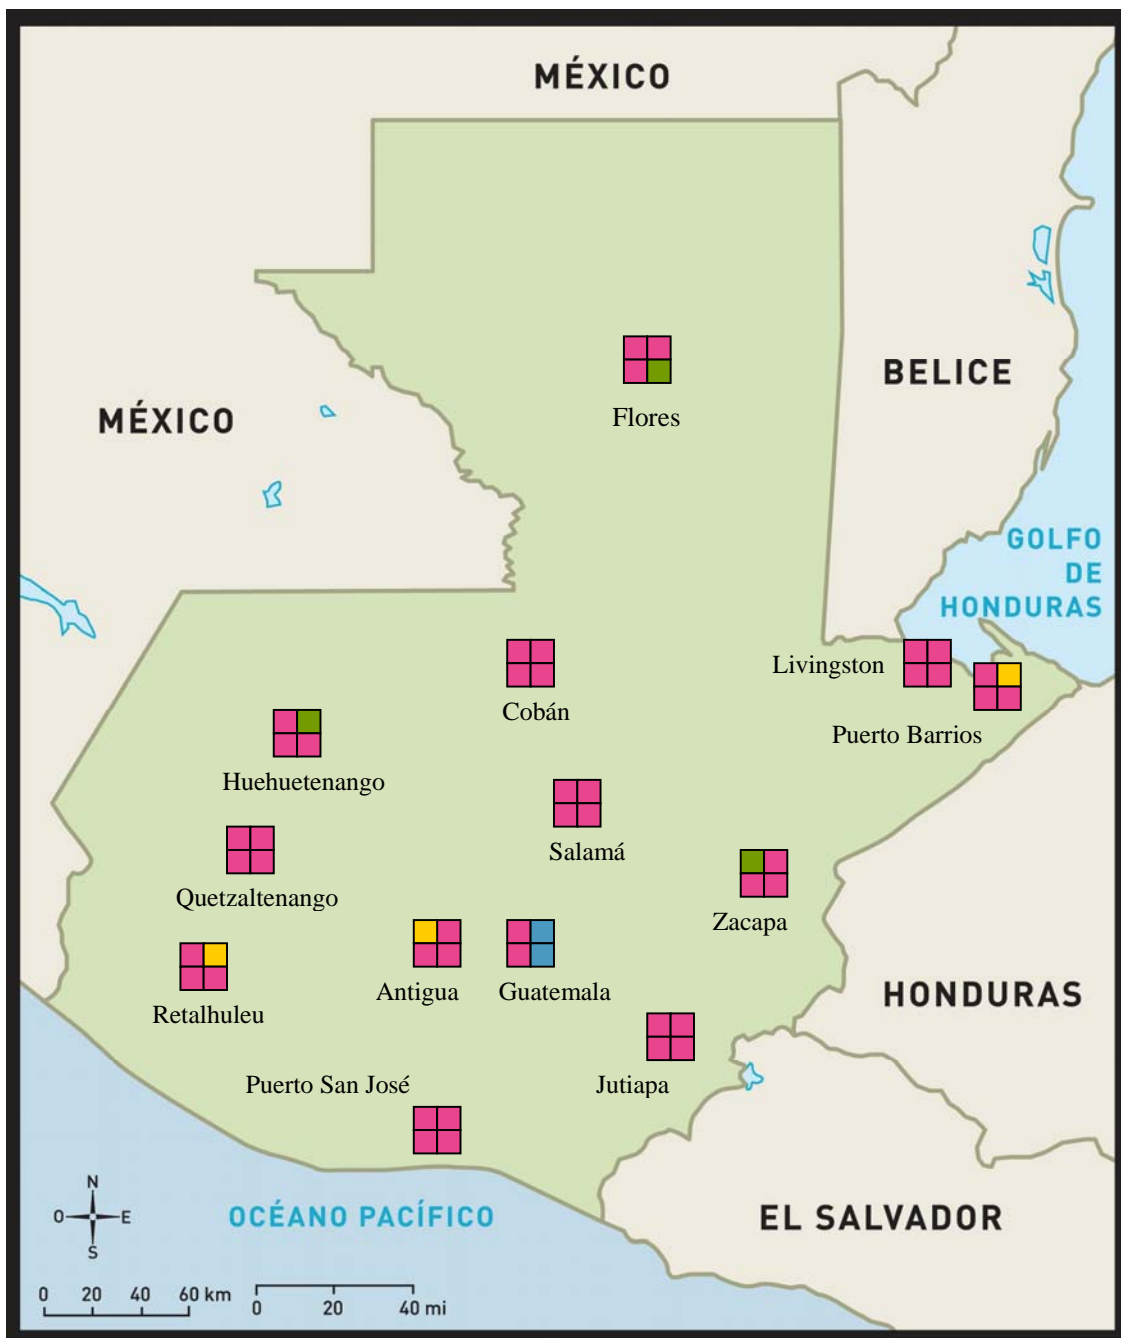 MÉXICO
Flores
BELICE
MÉXICO
GOLFO
DE
HONDURAS
Livingston
Cobán
Puerto Barrios
Huehuetenango
Salamá
Quetzaltenango
Zacapa
Antigua
Guatemala
HONDURAS
Retalhuleu
Puerto San José
Jutiapa
N
O
E
S
OCÉANO PACÍFICO
EL SALVADOR
0 20 40 60 km
0 20 40 mi